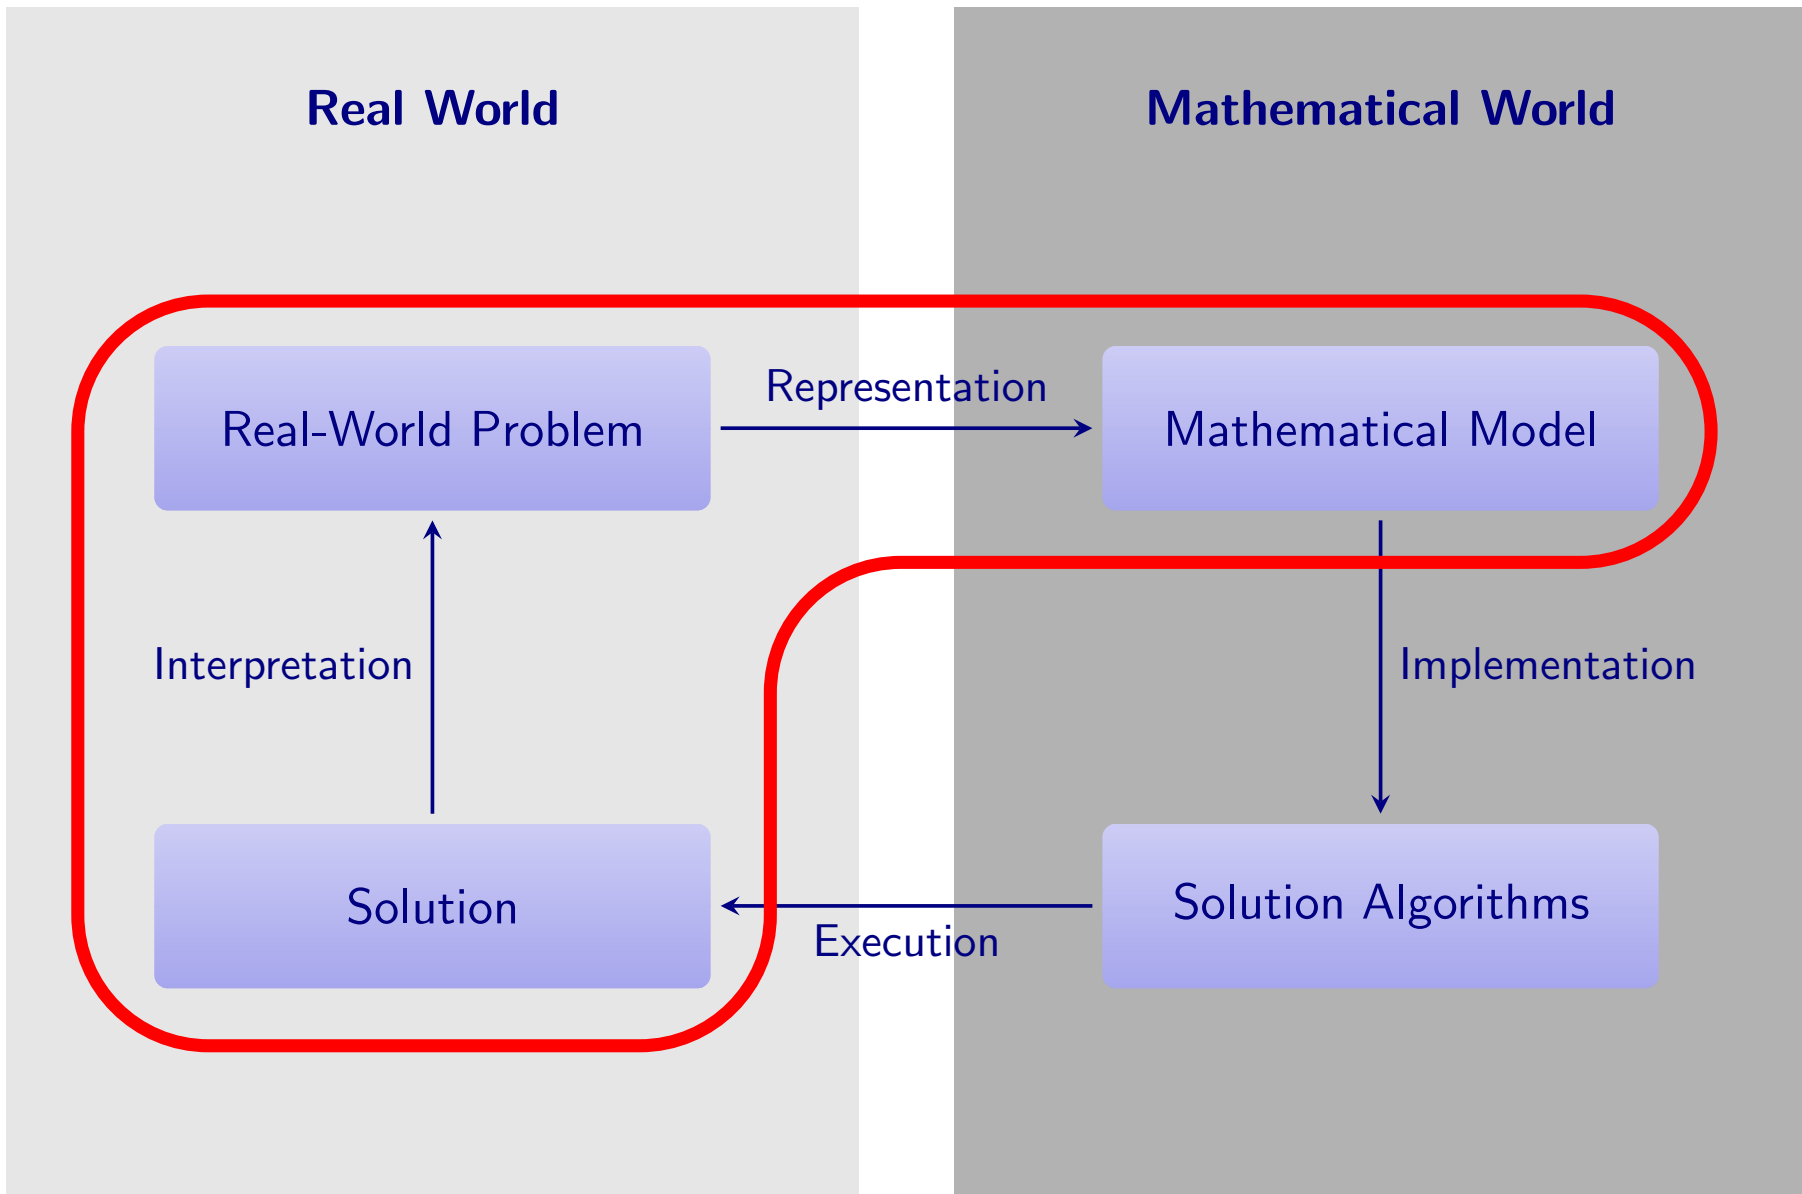 Real World
Mathematical World
Real-World Problem
Representation
Mathematical Model
Interpretation
Implementation
Solution
Execution
Solution Algorithms